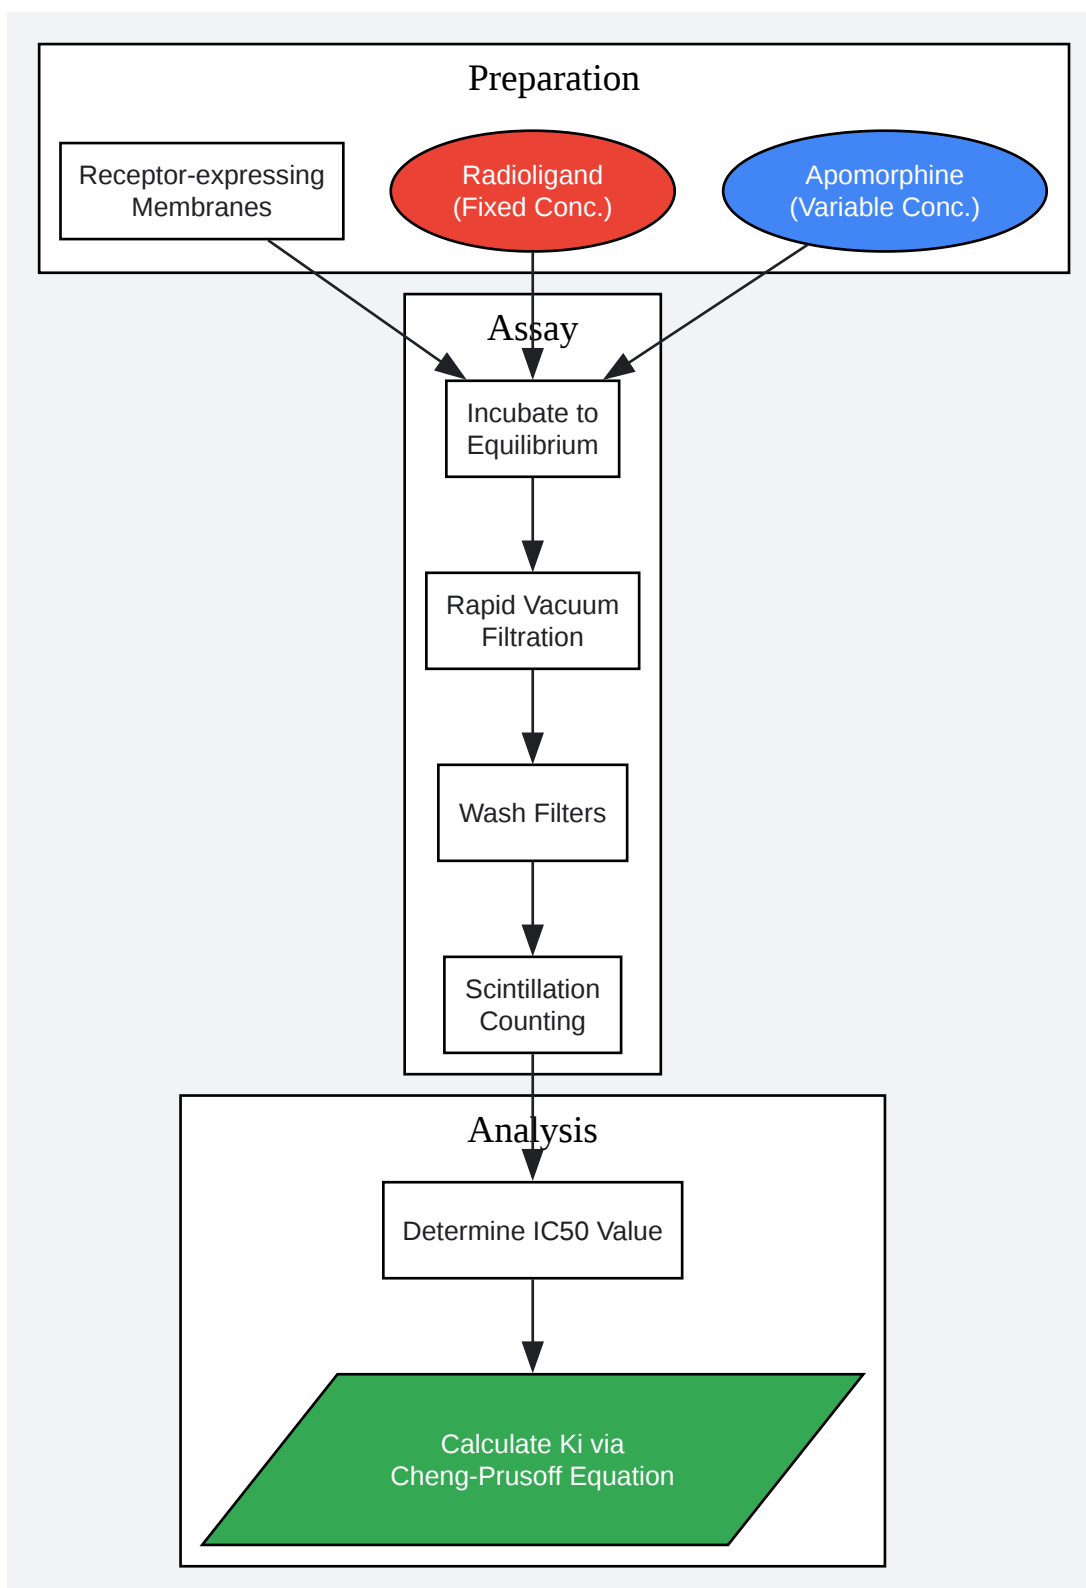 Preparation
Receptor-expressing
Membranes
Radioligand
(Fixed Conc.)
Apomorphine
(Variable Conc.)
Assay
Incubate to
Equilibrium
Rapid Vacuum
Filtration
Wash Filters
Scintillation
Counting
Analysis
Determine IC50 Value
Calculate Ki via
Cheng-Prusoff Equation